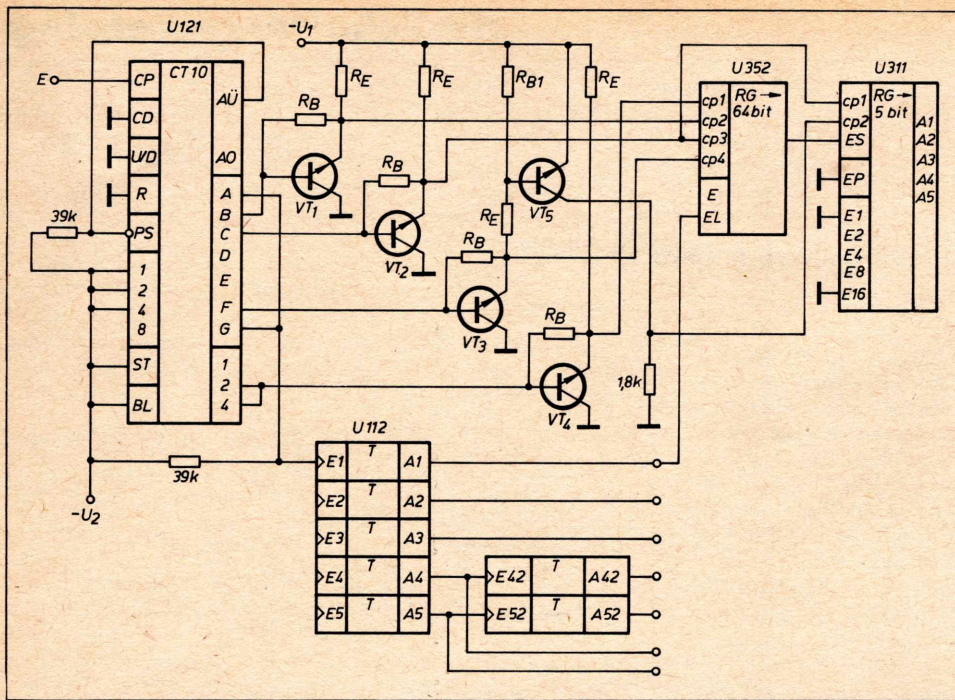 U121
E
CP
CD
U/D
R
PS
1
2
4
8
ST
BL
CT10
AÜ
A0
A
B
C
D
E
F
G
1
2
4
39k
39k
-U2
-U1
RE
RE
RB1
RE
RB
VT1
RB
VT2
RE
VT5
RB
VT3
RB
VT4
1,8k
U352
cp1
cp2
cp3
cp4
E
EL
RG →
64bit
U311
cp1
cp2
ES
EP
E1
E2
E4
E8
E16
RG →
5 bit
A1
A2
A3
A4
A5
U112
E1 T A1
E2 T A2
E3 T A3
E4 T A4
E5 T A5
E42 T A42
E52 T A52